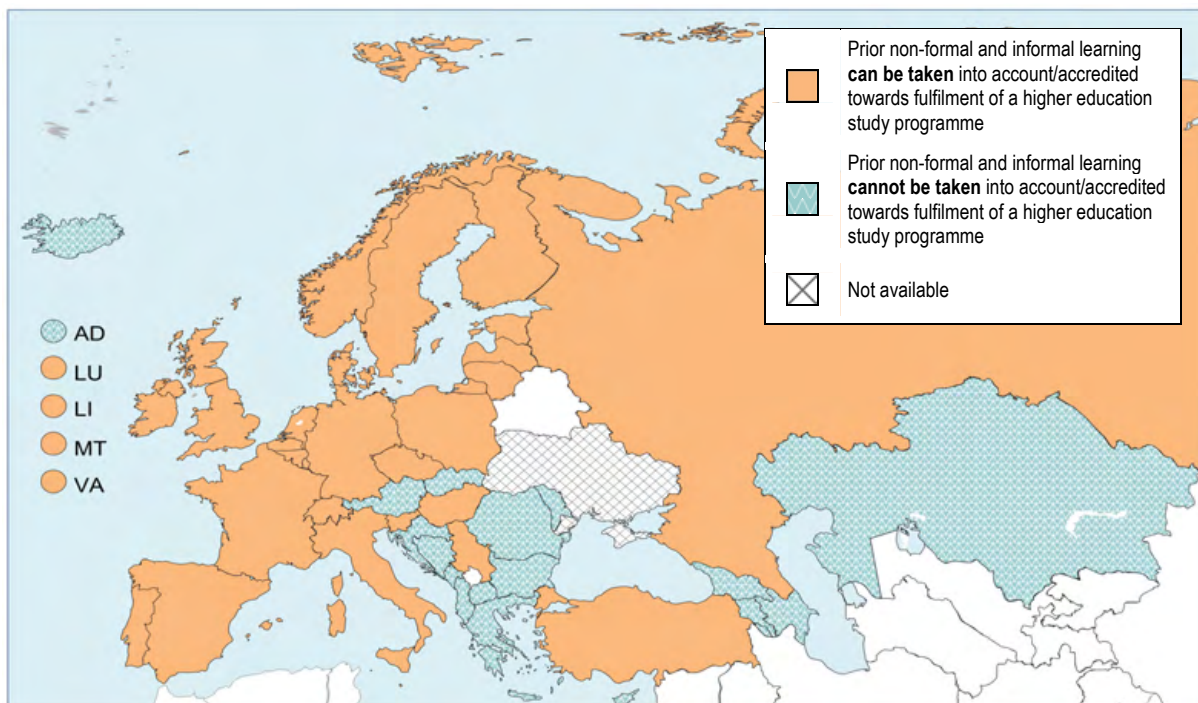 Prior non-formal and informal learning
can be taken into account/accredited
towards fulfilment of a higher education
study programme
Prior non-formal and informal learning
cannot be taken into account/accredited
towards fulfilment of a higher education
study programme
Not available
AD
LU
LI
MT
VA